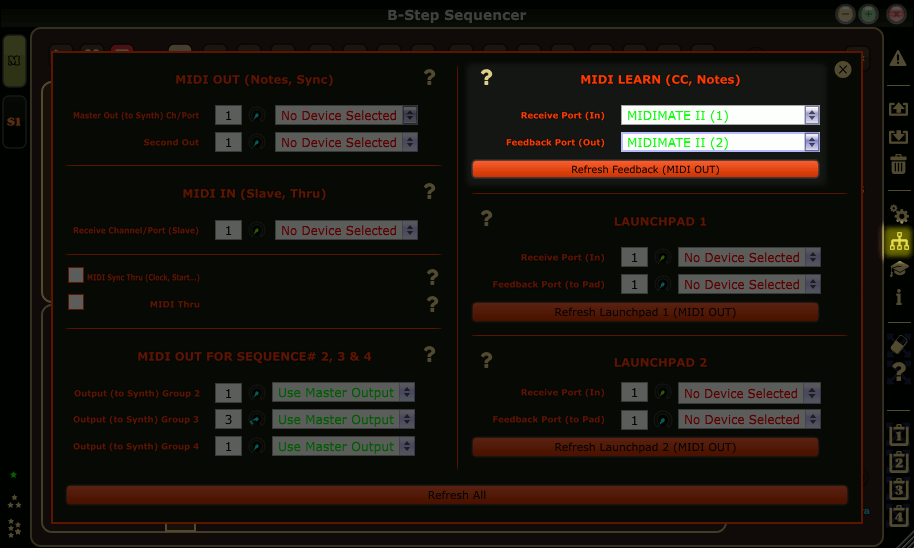 B-Step Sequencer
M
S1
MIDI OUT (Notes, Sync)
?
Master Out (to Synth) Ch/Port
1
No Device Selected
Second Out
1
No Device Selected
MIDI IN (Slave, Thru)
?
Receive Channel/Port (Slave)
1
No Device Selected
MIDI Sync Thru (Clock, Start...)
?
MIDI Thru
?
MIDI OUT FOR SEQUENCE# 2, 3 & 4
?
Output (to Synth) Group 2
1
Use Master Output
Output (to Synth) Group 3
3
Use Master Output
Output (to Synth) Group 4
1
Use Master Output
?
MIDI LEARN (CC, Notes)
Receive Port (In)
MIDIMATE II (1)
Feedback Port (Out)
MIDIMATE II (2)
Refresh Feedback (MIDI OUT)
?
LAUNCHPAD 1
Receive Port (In)
1
No Device Selected
Feedback Port (to Pad)
1
No Device Selected
Refresh Launchpad 1 (MIDI OUT)
?
LAUNCHPAD 2
Receive Port (In)
1
No Device Selected
Feedback Port (to Pad)
1
No Device Selected
Refresh Launchpad 2 (MIDI OUT)
Refresh All
i
?
1
2
3
4